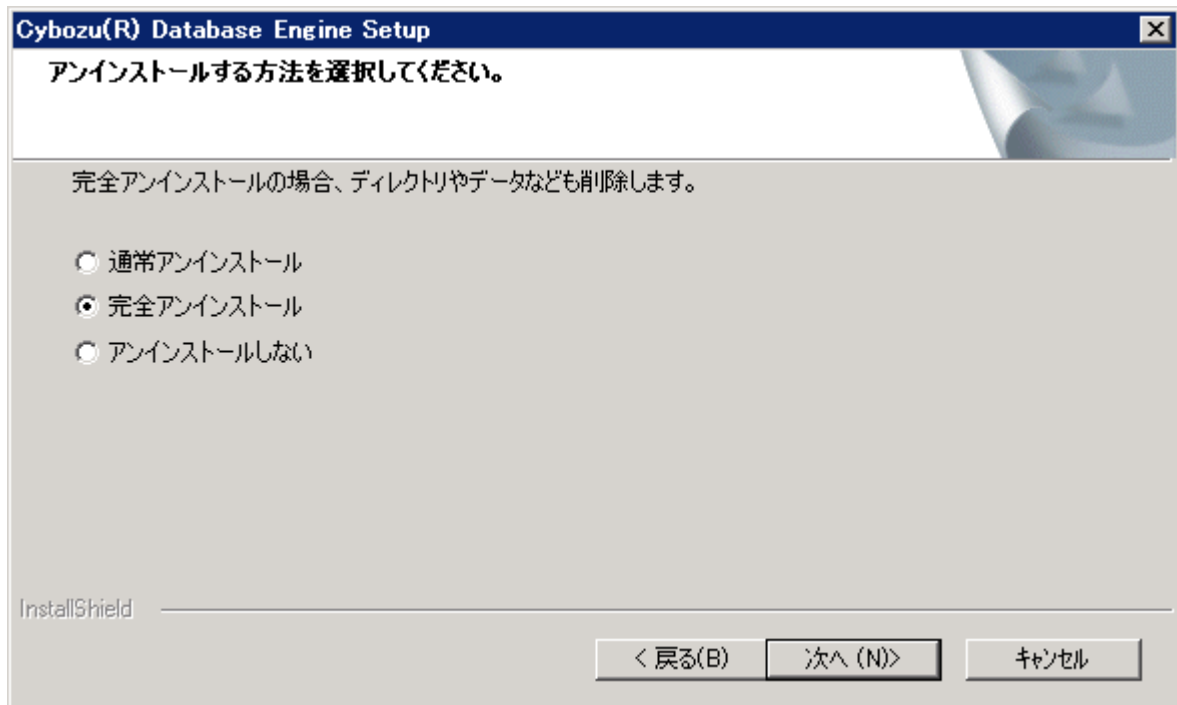 Cybozu(R) Database Engine Setup
アンインストールする方法を選択してください。
完全アンインストールの場合、ディレクトリやデータなども削除します。
通常アンインストール
完全アンインストール
アンインストールしない
InstallShield
< 戻る(B) 次へ (N)> キャンセル